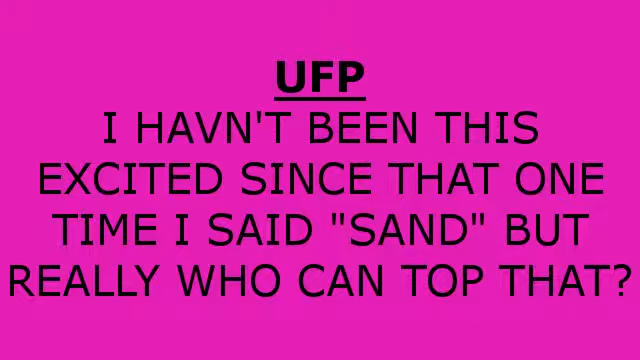 UFP
I HAVN'T BEEN THIS
EXCITED SINCE THAT ONE
TIME I SAID "SAND" BUT
REALLY WHO CAN TOP THAT?